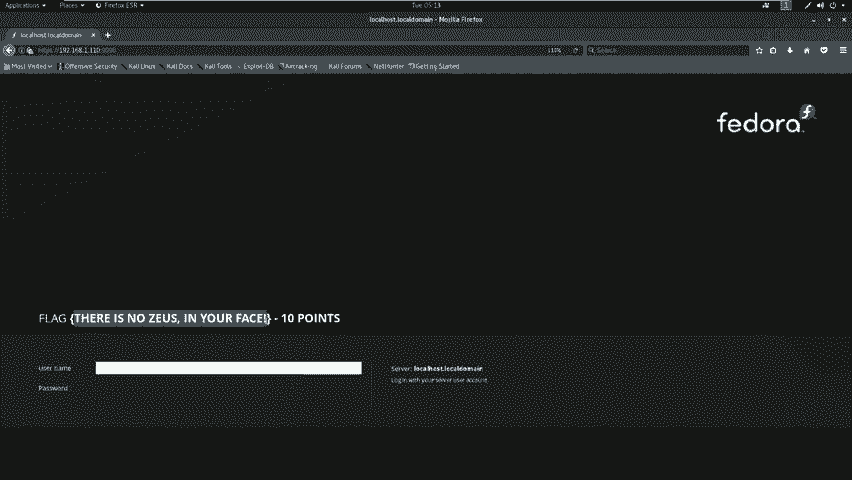 Applications Places Firefox ESR Tue 05:13
localhost.localdomain - Mozilla Firefox
localhost.localdomain
https://192.168.1.110:9090 110% Search
Most Visited Offensive Security Kali Linux Kali Docs Kali Tools Exploit-DB Aircrack-ng Kali Forums NetHunter Getting Started
fedora
FLAG {THERE IS NO ZEUS, IN YOUR FACE!} - 10 POINTS
User name
Server: localhost.localdomain
Log in with your server user account.
Password